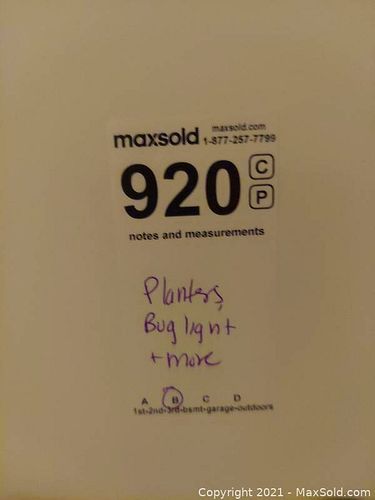 maxsold maxsold.com
1-877-257-7799
920 C
P
notes and measurements
Planters,
Bug light
+ more
A B C D
1st-2nd-3rd-bsmt-garage-outdoors
Copyright © 2021 - MaxSold.com